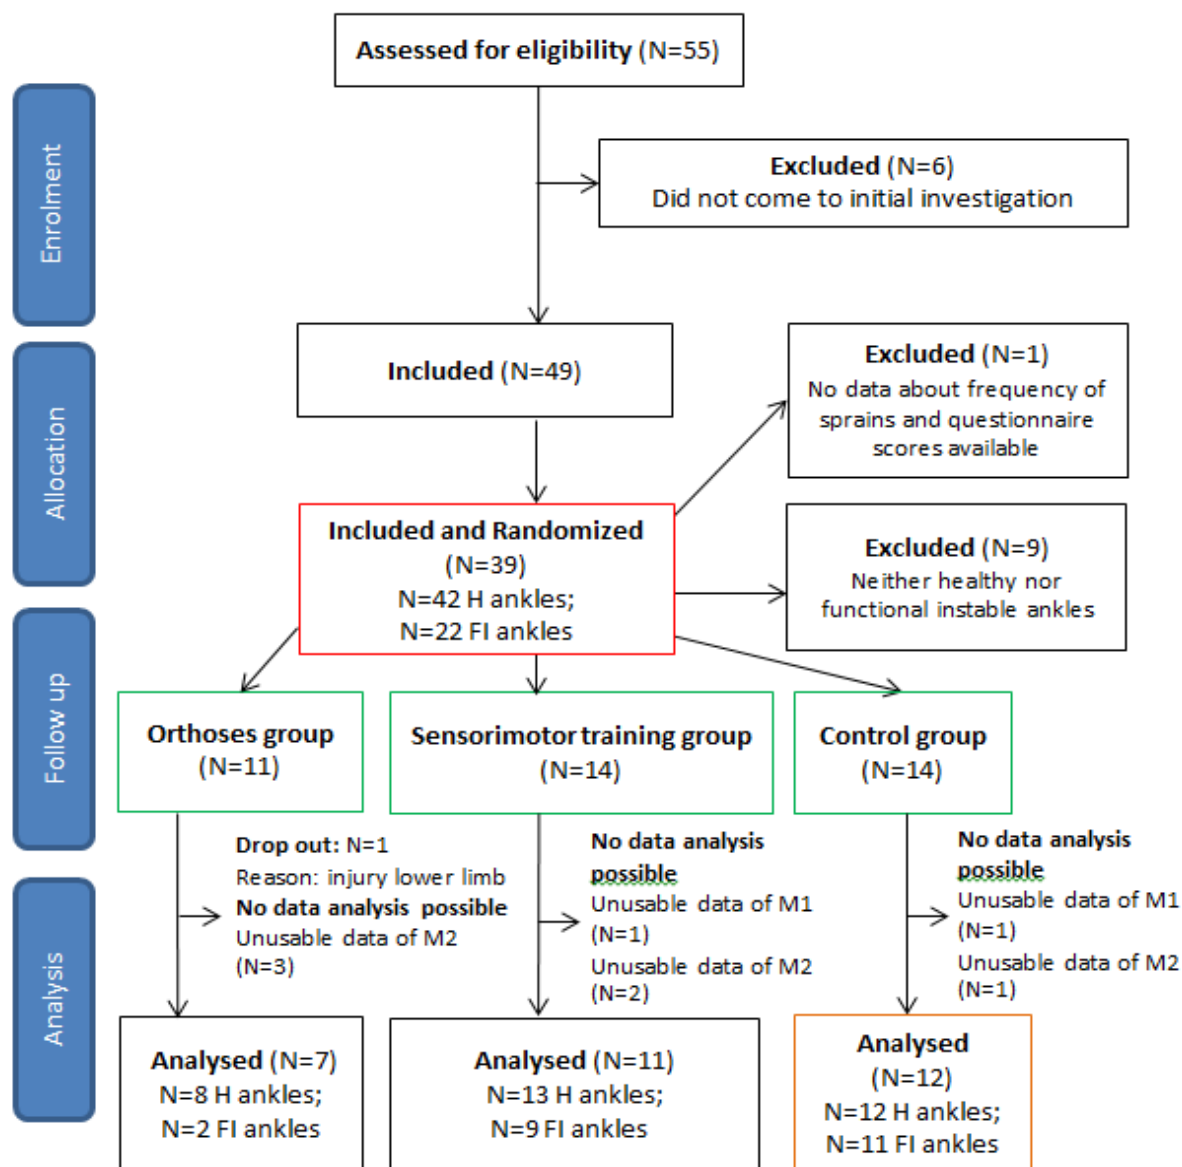 Assessed for eligibility (N=55)
Enrolment
Excluded (N=6)
Did not come to initial investigation
Included (N=49)
Allocation
Excluded (N=1)
No data about frequency of
sprains and questionnaire
scores available
Included and Randomized
(N=39)
N=42 H ankles;
N=22 FI ankles
Excluded (N=9)
Neither healthy nor
functional instable ankles
Follow up
Orthoses group
(N=11)
Sensorimotor training group
(N=14)
Control group
(N=14)
Drop out: N=1
Reason: injury lower limb
No data analysis possible
Unusable data of M2
(N=3)
No data analysis
possible
Unusable data of M1
(N=1)
Unusable data of M2
(N=2)
No data analysis
possible
Unusable data of M1
(N=1)
Unusable data of M2
(N=1)
Analysis
Analysed (N=7)
N=8 H ankles;
N=2 FI ankles
Analysed (N=11)
N=13 H ankles;
N=9 FI ankles
Analysed
(N=12)
N=12 H ankles;
N=11 FI ankles